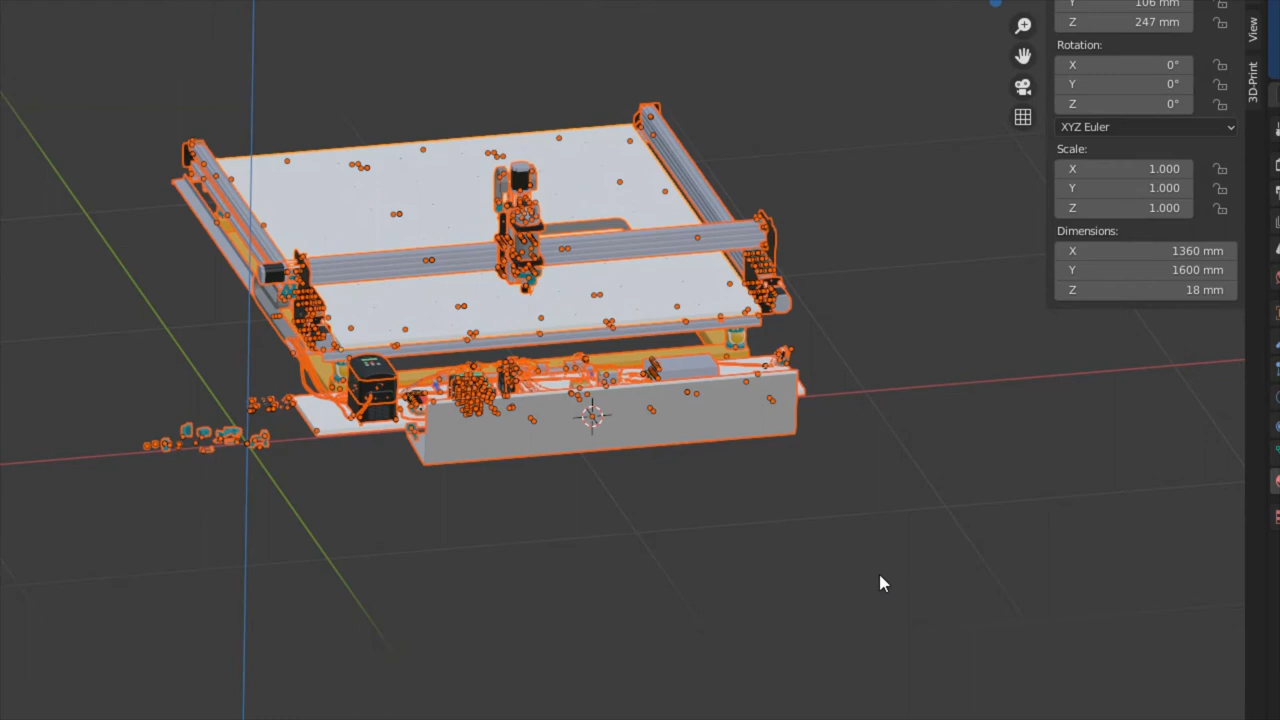 Y 106 mm
Z 247 mm
Rotation:
X 0°
Y 0°
Z 0°
XYZ Euler
Scale:
X 1.000
Y 1.000
Z 1.000
Dimensions:
X 1360 mm
Y 1600 mm
Z 18 mm
View
3D-Print